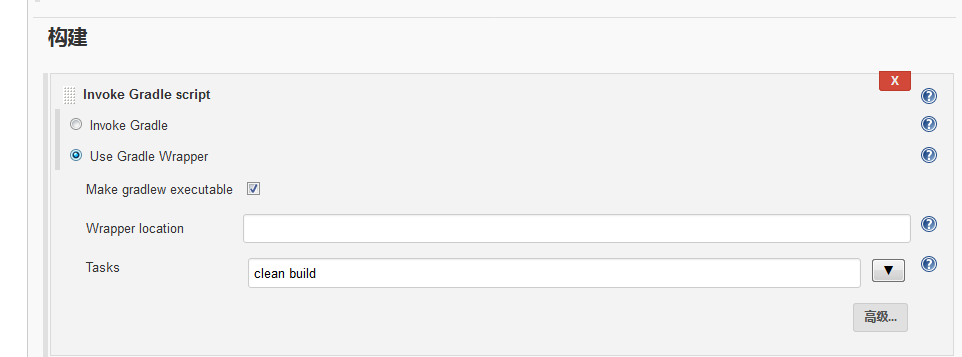 构建
Invoke Gradle script
X
Invoke Gradle
Use Gradle Wrapper
Make gradlew executable
Wrapper location
Tasks
clean build
高级...